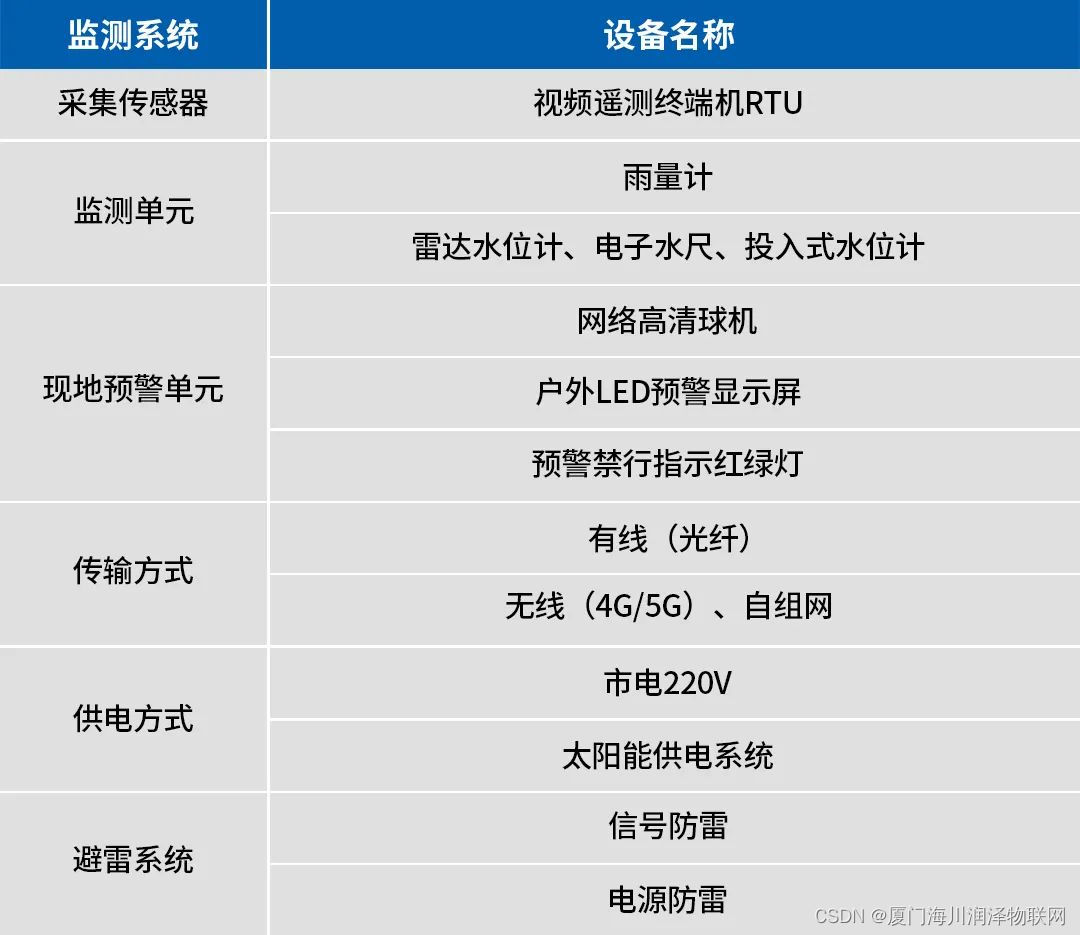 监测系统
设备名称
采集传感器
视频遥测终端机RTU
监测单元
雨量计
雷达水位计、电子水尺、投入式水位计
现地预警单元
网络高清球机
户外LED预警显示屏
预警禁行指示红绿灯
传输方式
有线（光纤）
无线（4G/5G）、自组网
供电方式
市电220V
太阳能供电系统
避雷系统
信号防雷
电源防雷
CSDN @厦门海川润泽物联网